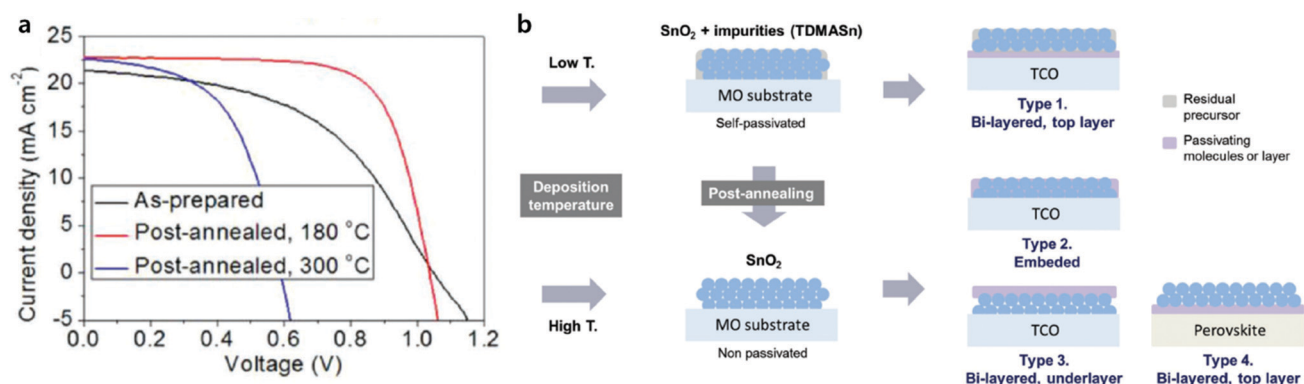 a
25
20
15
10
5
0
-5
0.0 0.2 0.4 0.6 0.8 1.0 1.2
Current density (mA cm⁻²)
Voltage (V)
As-prepared
Post-annealed, 180 °C
Post-annealed, 300 °C
b
Low T.
Deposition
temperature
High T.
SnO₂ + impurities (TDMASn)
MO substrate
Self-passivated
Post-annealing
SnO₂
MO substrate
Non passivated
TCO
Type 1.
Bi-layered, top layer
TCO
Type 2.
Embeded
TCO
Type 3.
Bi-layered, underlayer
Perovskite
Type 4.
Bi-layered, top layer
Residual
precursor
Passivating
molecules or layer